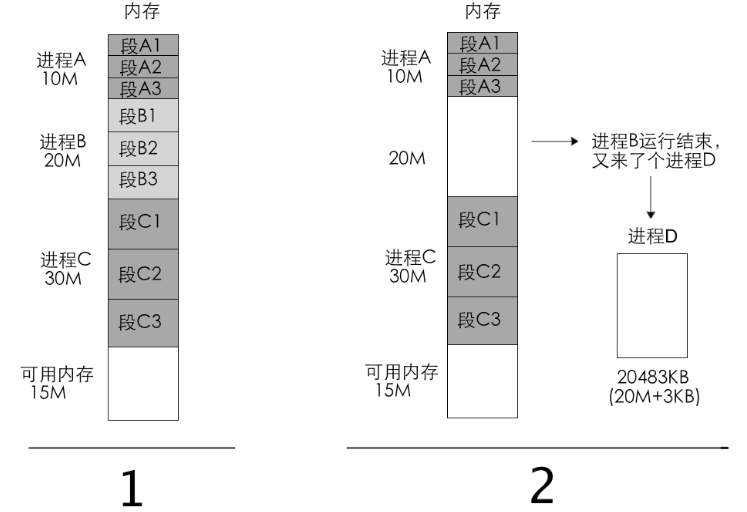 内存
进程A
10M
段A1
段A2
段A3
进程B
20M
段B1
段B2
段B3
进程C
30M
段C1
段C2
段C3
可用内存
15M
1
内存
进程A
10M
段A1
段A2
段A3
20M
进程B运行结束，
又来了个进程D
进程C
30M
段C1
段C2
段C3
进程D
20483KB
(20M+3KB)
可用内存
15M
2